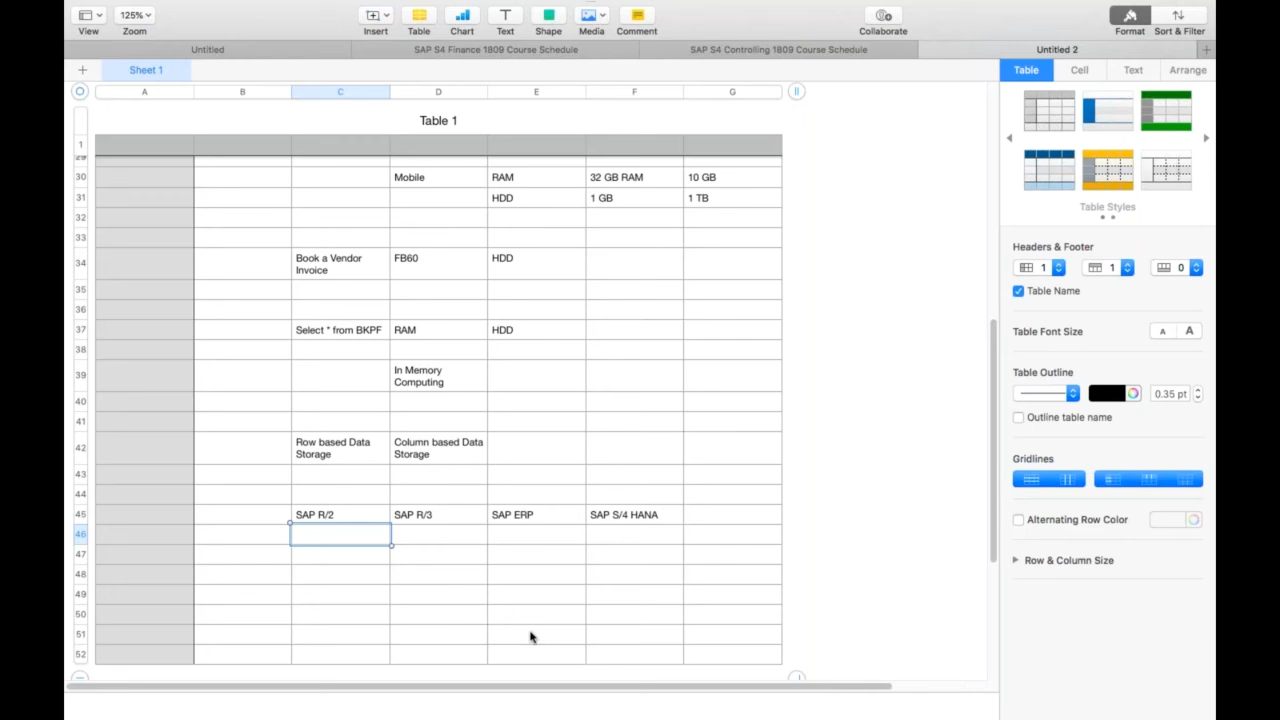 125%
View
Zoom
Insert
Table
Chart
Text
Shape
Media
Comment
Collaborate
Format
Sort & Filter
Untitled
SAP S4 Finance 1809 Course Schedule
SAP S4 Controlling 1809 Course Schedule
Untitled 2
Sheet 1
Table
Cell
Text
Arrange
A
B
C
D
E
F
G
Table 1
1
29
30
Mobile
RAM
32 GB RAM
10 GB
31
HDD
1 GB
1 TB
32
33
34
Book a Vendor
Invoice
FB60
HDD
35
36
37
Select * from BKPF
RAM
HDD
38
39
In Memory
Computing
40
41
42
Row based Data
Storage
Column based Data
Storage
43
44
45
SAP R/2
SAP R/3
SAP ERP
SAP S/4 HANA
46
47
48
49
50
51
52
Table Styles
Headers & Footer
1
1
0
Table Name
Table Font Size
A
A
Table Outline
0.35 pt
Outline table name
Gridlines
Alternating Row Color
Row & Column Size